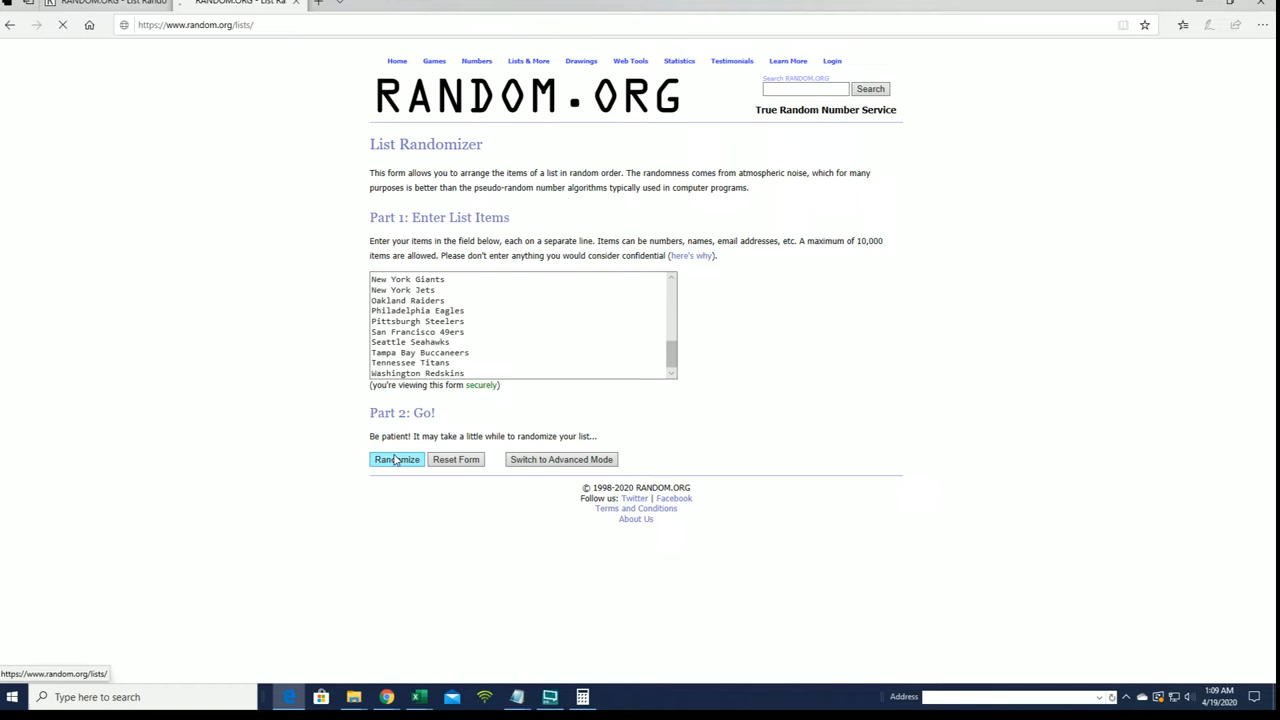 RANDOM.ORG - List Rando
RANDOM.ORG - List Ra
https://www.random.org/lists/
Home Games Numbers Lists & More Drawings Web Tools Statistics Testimonials Learn More Login
RANDOM.ORG
Search RANDOM.ORG
Search
True Random Number Service
List Randomizer
This form allows you to arrange the items of a list in random order. The randomness comes from atmospheric noise, which for many
purposes is better than the pseudo-random number algorithms typically used in computer programs.
Part 1: Enter List Items
Enter your items in the field below, each on a separate line. Items can be numbers, names, email addresses, etc. A maximum of 10,000
items are allowed. Please don't enter anything you would consider confidential (here's why).
New York Giants
New York Jets
Oakland Raiders
Philadelphia Eagles
Pittsburgh Steelers
San Francisco 49ers
Seattle Seahawks
Tampa Bay Buccaneers
Tennessee Titans
Washington Redskins
(you're viewing this form securely)
Part 2: Go!
Be patient! It may take a little while to randomize your list...
Randomize Reset Form Switch to Advanced Mode
© 1998-2020 RANDOM.ORG
Follow us: Twitter | Facebook
Terms and Conditions
About Us
https://www.random.org/lists/
Type here to search
Address
1:09 AM
4/19/2020